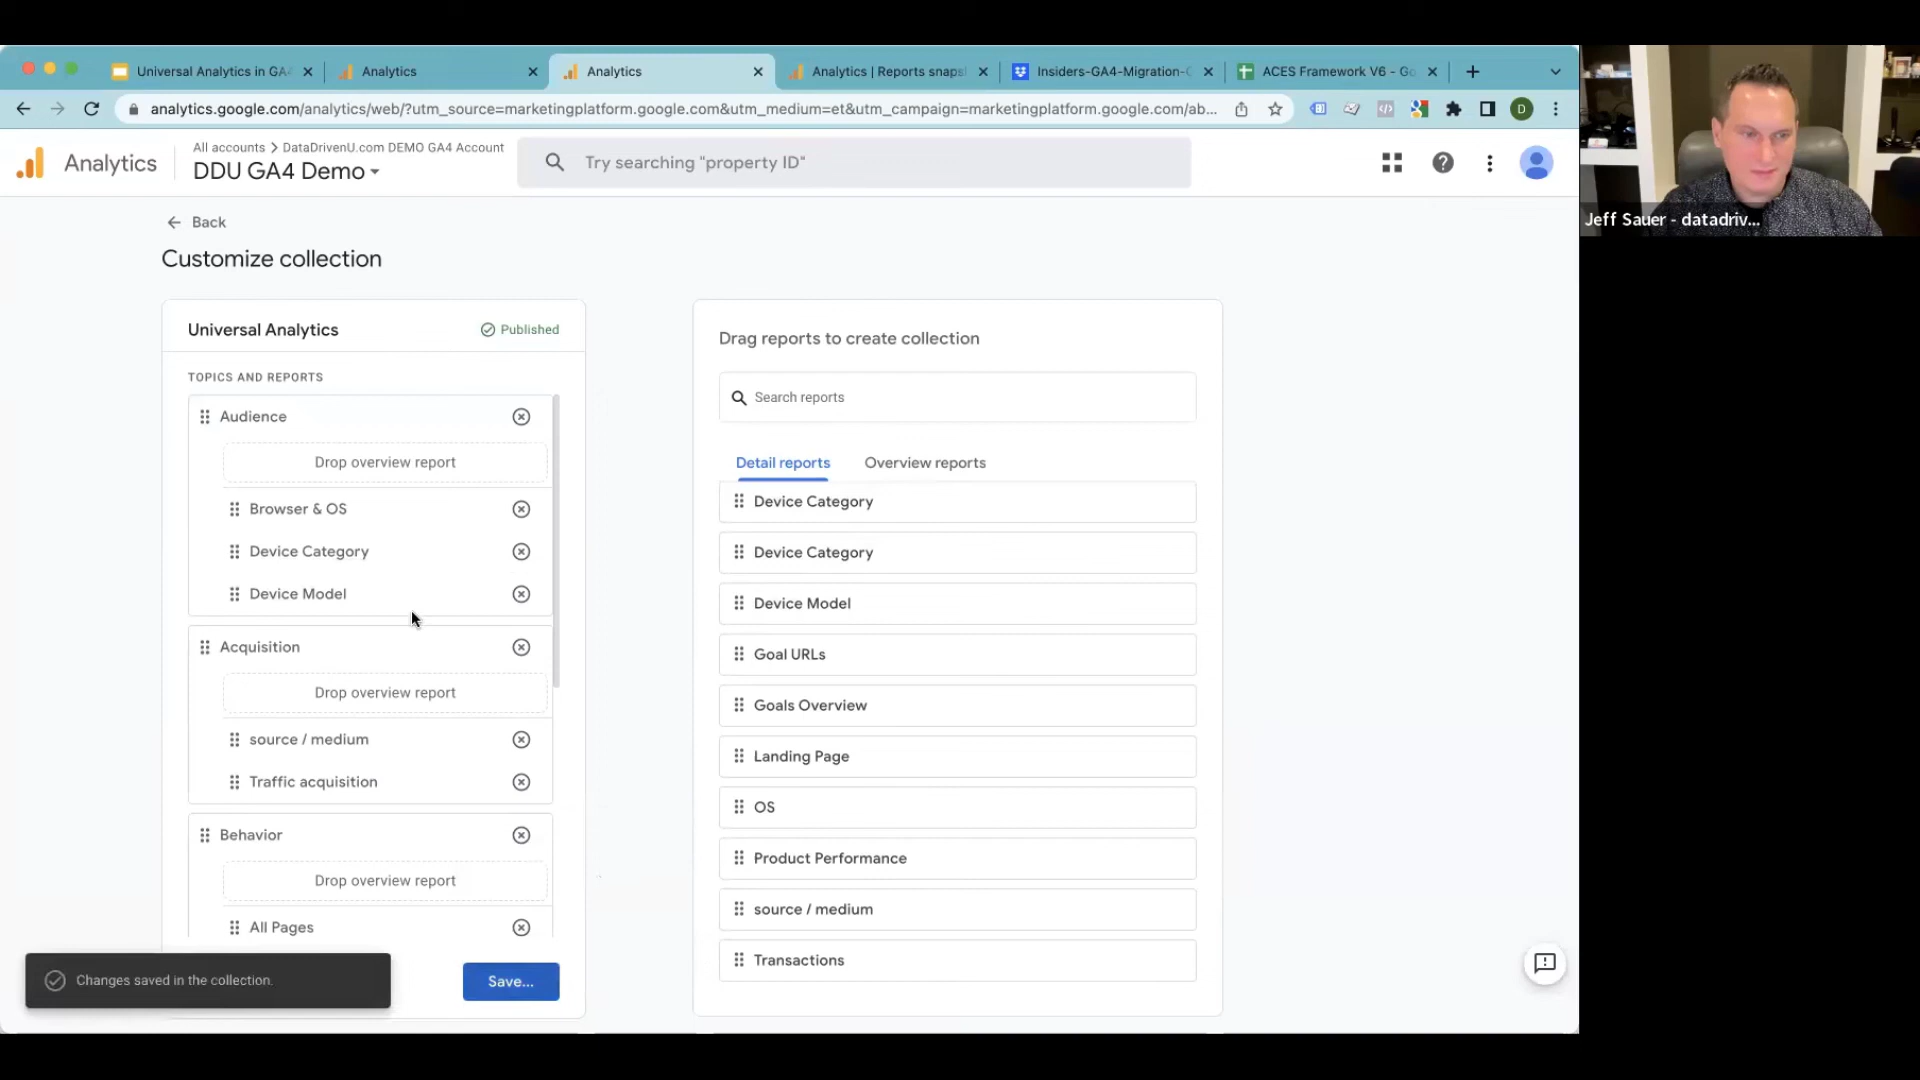 Universal Analytics in GA
Analytics
Analytics
Analytics | Reports snaps
Insiders-GA4-Migration-
ACES Framework V6 - Go
analytics.google.com/analytics/web/?utm_source=marketingplatform.google.com&utm_medium=et&utm_campaign=marketingplatform.google.com/ab...
D
Analytics
All accounts > DataDrivenU.com DEMO GA4 Account
DDU GA4 Demo
Try searching "property ID"
Jeff Sauer - datadriv...
Back
Customize collection
Universal Analytics
Published
TOPICS AND REPORTS
Audience
Drop overview report
Browser & OS
Device Category
Device Model
Acquisition
Drop overview report
source / medium
Traffic acquisition
Behavior
Drop overview report
All Pages
Changes saved in the collection.
Save...
Drag reports to create collection
Search reports
Detail reports
Overview reports
Device Category
Device Category
Device Model
Goal URLs
Goals Overview
Landing Page
OS
Product Performance
source / medium
Transactions